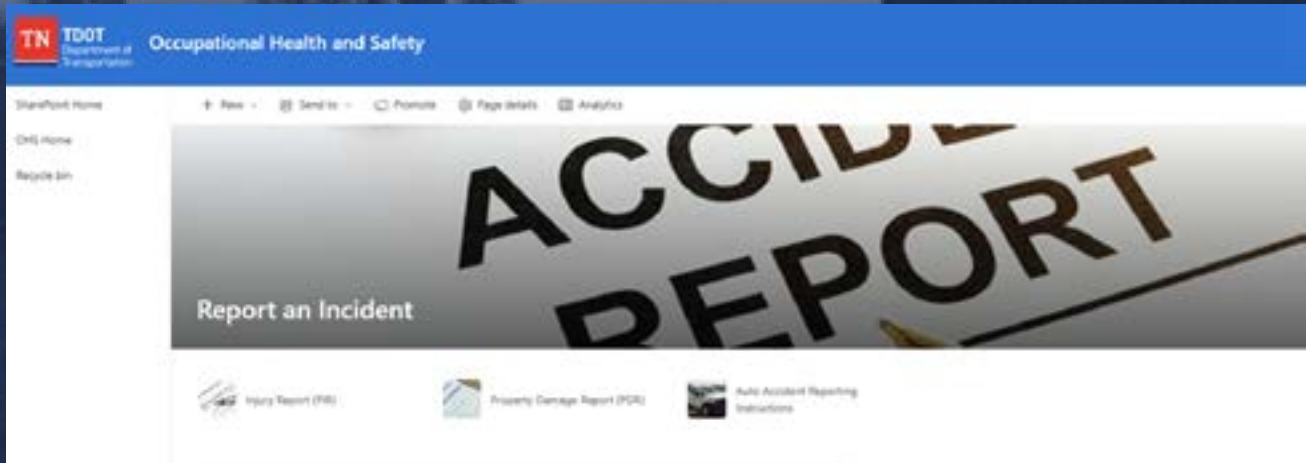 TN TDOT
Department of
Transportation
Occupational Health and Safety
SharePoint Home
OHS Home
Recycle bin
+ New Send to Promote Page details Analytics
ACCIDE
REPORT
Report an Incident
Injury Report (FIR)
Property Damage Report (PDR)
Auto Accident Reporting
Instructions